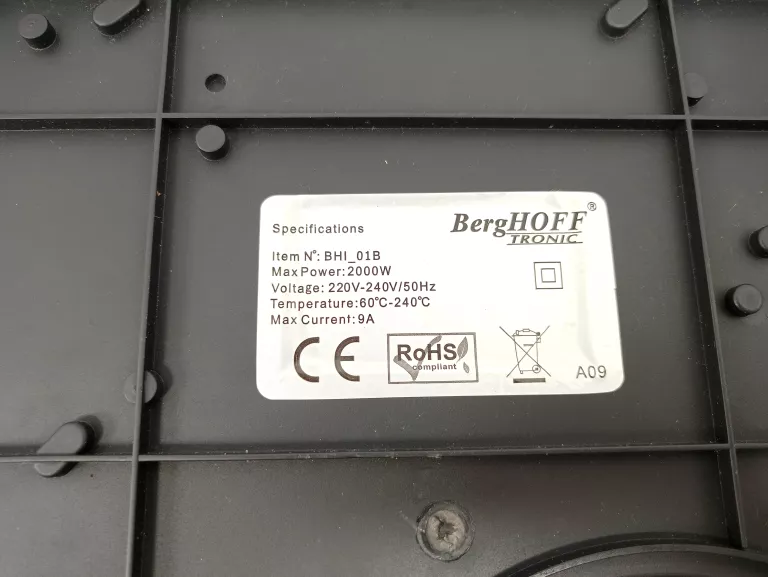 Specifications
BergHOFF®
TRONIC
Item N°: BHI_01B
Max Power:2000W
Voltage: 220V-240V/50Hz
Temperature:60℃-240℃
Max Current:9A
CE
RoHS
compliant
A09